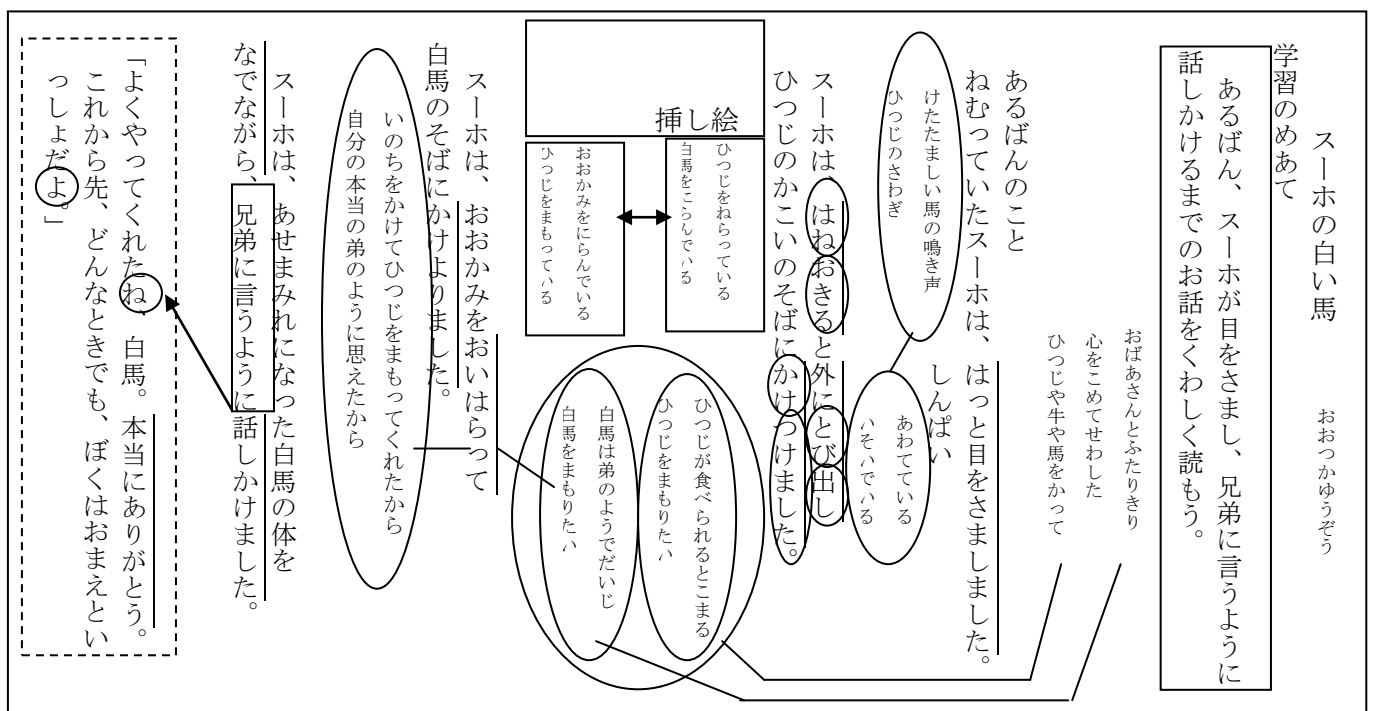 スーホの白い馬
おおつかゆうぞう
学習のめあて
あるばん、スーホが目をさまし、兄弟に言うように
話しかけるまでのお話をくわしく読もう。
おばあさんとふたりきり
心をこめてせわした
ひつじや牛や馬をかって
あるばんのこと
ねむっていたスーホは、はっと目をさましました。
しんぱい
けたたましい馬の鳴き声
ひつじのさわぎ
あわてている
いそいでいる
スーホは、はねおきると外にとび出し
ひつじのかこいのそばにかけつけました。
挿し絵
ひつじをねらっている
白馬をにらんでいる
おおかみをにらんでいる
ひつじをまもっている
ひつじが食べられるとこまる
ひつじをまもりたい
白馬は弟のようでだいじ
白馬をまもりたい
スーホは、おおかみをおいはらって
白馬のそばにかけよりました。
いのちをかけてひつじをまもってくれたから
自分の本当の弟のように思えたから
スーホは、あせまみれになった白馬の体を
なでながら、兄弟に言うように話しかけました。
「よくやってくれたね、白馬。本当にありがとう。
これから先、どんなときでも、ぼくはおまえとい
っしょだよ。」